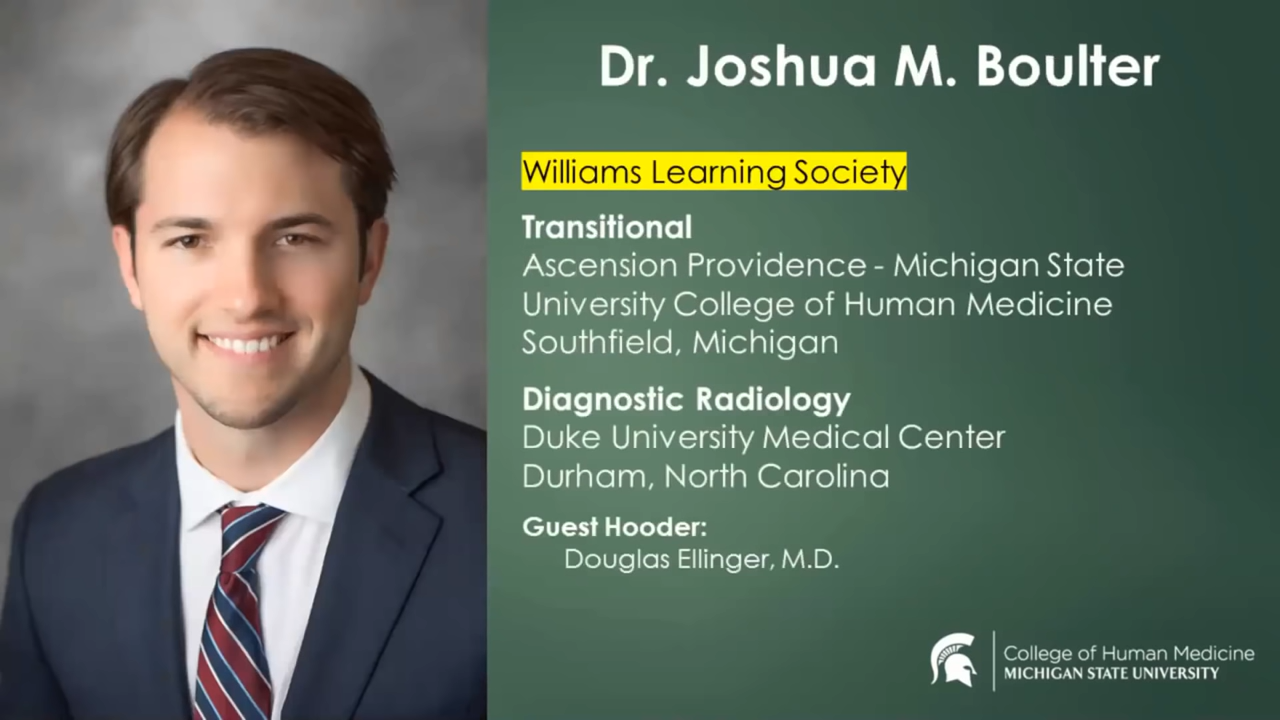 Dr. Joshua M. Boulter
Williams Learning Society
Transitional
Ascension Providence - Michigan State
University College of Human Medicine
Southfield, Michigan
Diagnostic Radiology
Duke University Medical Center
Durham, North Carolina
Guest Hooder:
Douglas Ellinger, M.D.
College of Human Medicine
MICHIGAN STATE UNIVERSITY